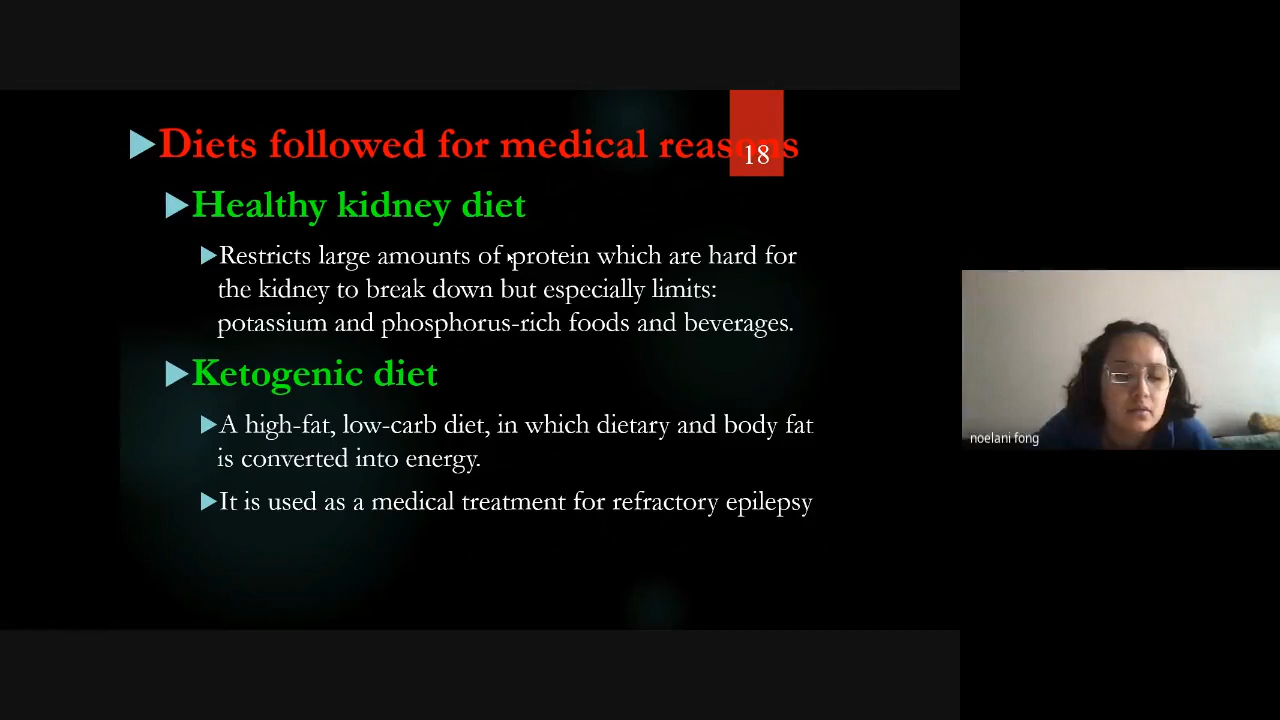 Diets followed for medical reasons
18
Healthy kidney diet
Restricts large amounts of protein which are hard for
the kidney to break down but especially limits:
potassium and phosphorus-rich foods and beverages.
Ketogenic diet
A high-fat, low-carb diet, in which dietary and body fat
is converted into energy.
It is used as a medical treatment for refractory epilepsy
noelani fong